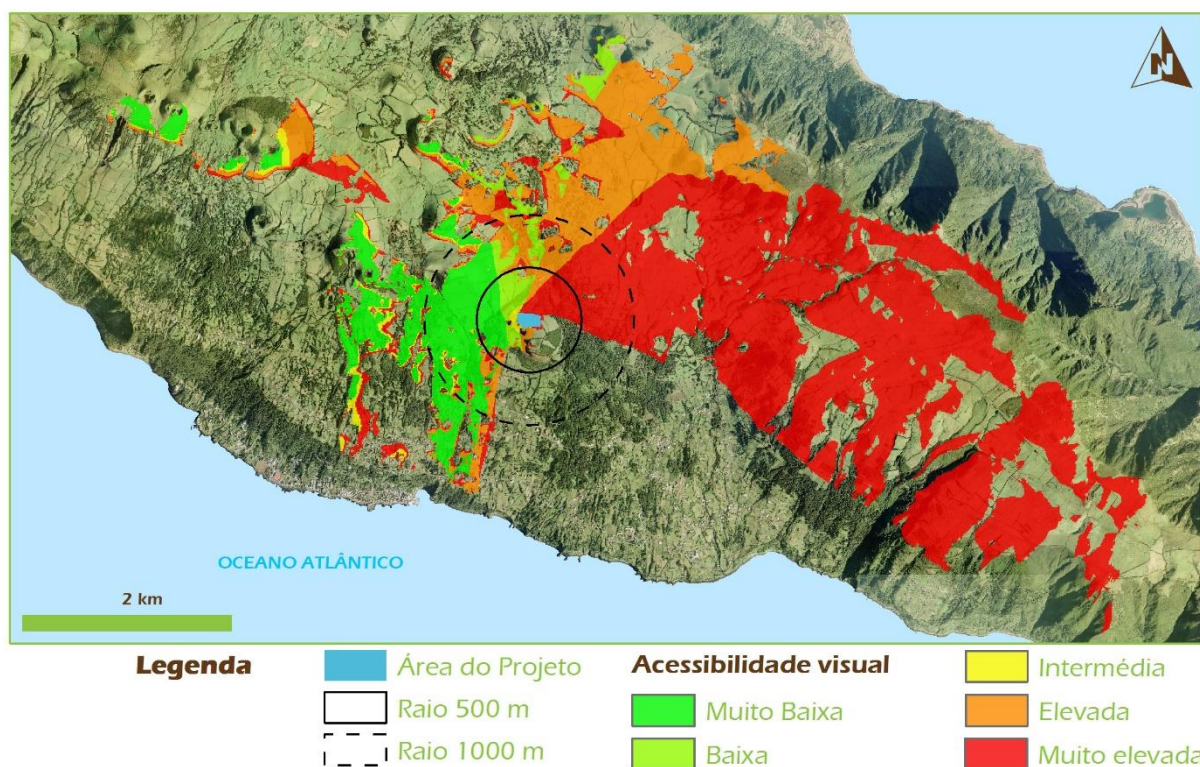 N
OCEANO ATLÂNTICO
2 km
Legenda
Área do Projeto
Raio 500 m
Raio 1000 m
Acessibilidade visual
Muito Baixa
Baixa
Intermédia
Elevada
Muito elevada